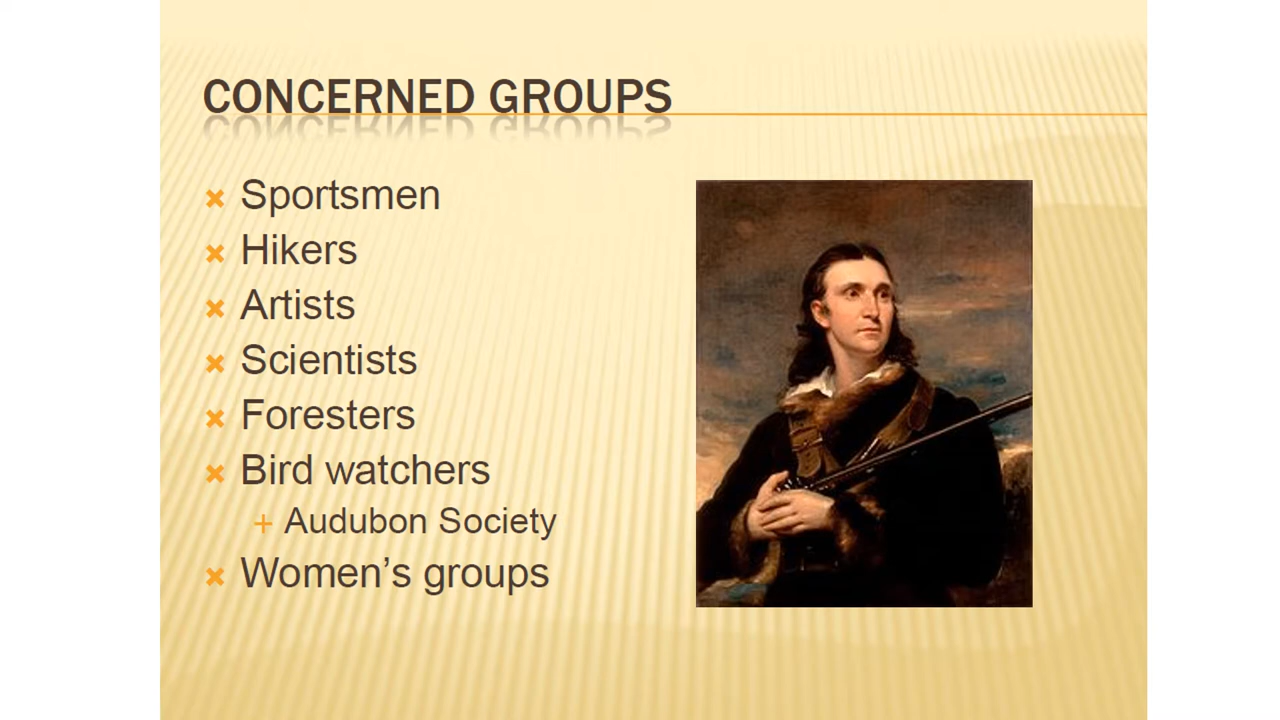 CONCERNED GROUPS
Sportsmen
Hikers
Artists
Scientists
Foresters
Bird watchers
Audubon Society
Women’s groups